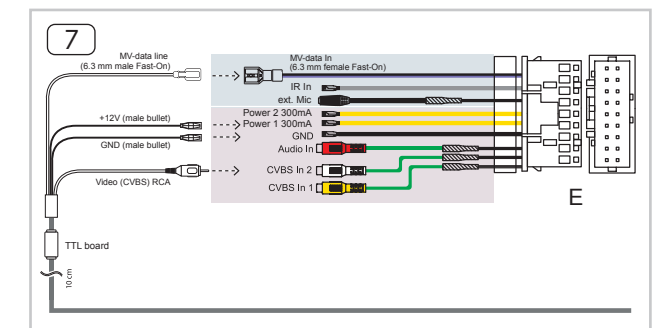 7
MV-data line
(6.3 mm male Fast-On)
MV-data In
(6.3 mm female Fast-On)
IR In
ext. Mic
Power 2 300mA
+12V (male bullet)
Power 1 300mA
GND (male bullet)
GND
Audio In
Video (CVBS) RCA
CVBS In 2
CVBS In 1
E
TTL board
10 cm